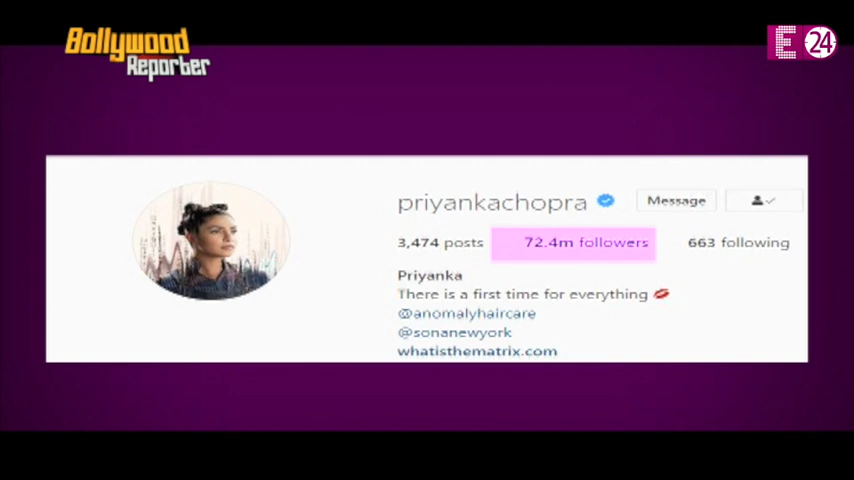 Bollywood
Reporter
E 24
priyankachopra
Message
3,474 posts
72.4m followers
663 following
Priyanka
There is a first time for everything 💋
@anomalyhaircare
@sonanewyork
whatisthematrix.com